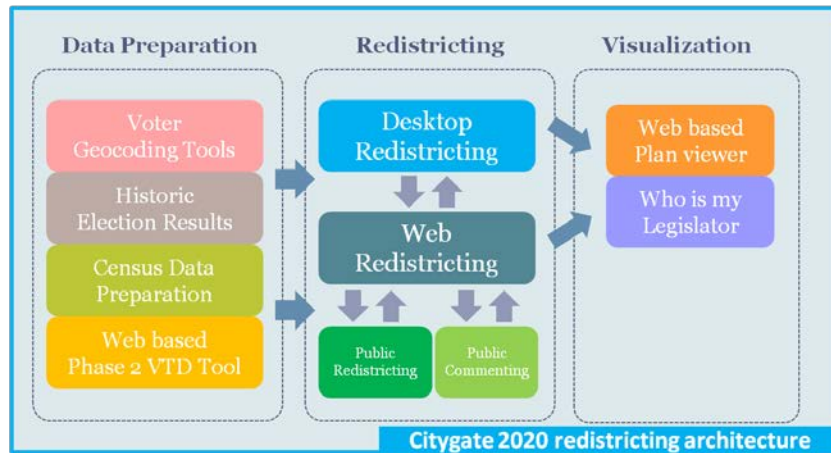 Data Preparation
Redistricting
Visualization
Voter
Geocoding Tools
Historic
Election Results
Census Data
Preparation
Web based
Phase 2 VTD Tool
Desktop
Redistricting
Web
Redistricting
Public
Redistricting
Public
Commenting
Web based
Plan viewer
Who is my
Legislator
Citygate 2020 redistricting architecture